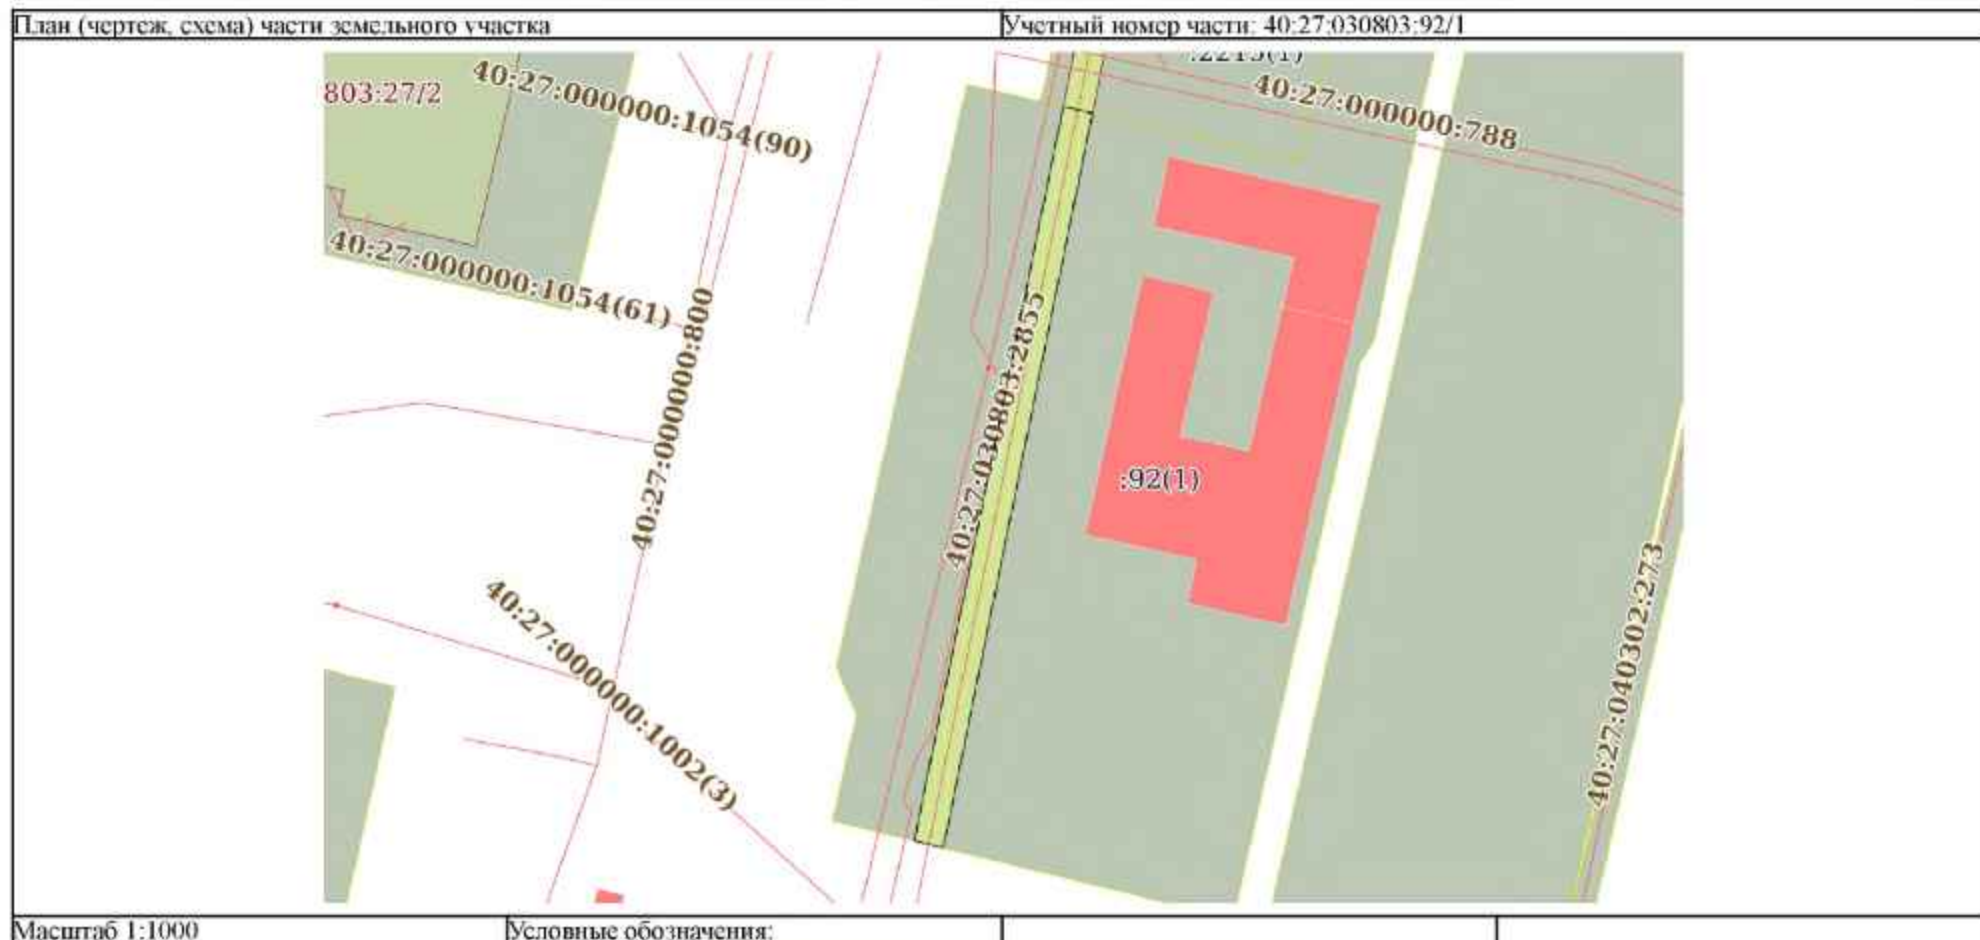 План (чертеж, схема) части земельного участка
Учетный номер части: 40:27:030803:92/1
:2215(1)
803:27/2
40:27:000000:1054(90)
40:27:000000:788
40:27:000000:1054(61)
40:27:000000:800
40:27:030803:2855
:92(1)
40:27:000000:1002(3)
40:27:040302:273
Масштаб 1:1000
Условные обозначения: